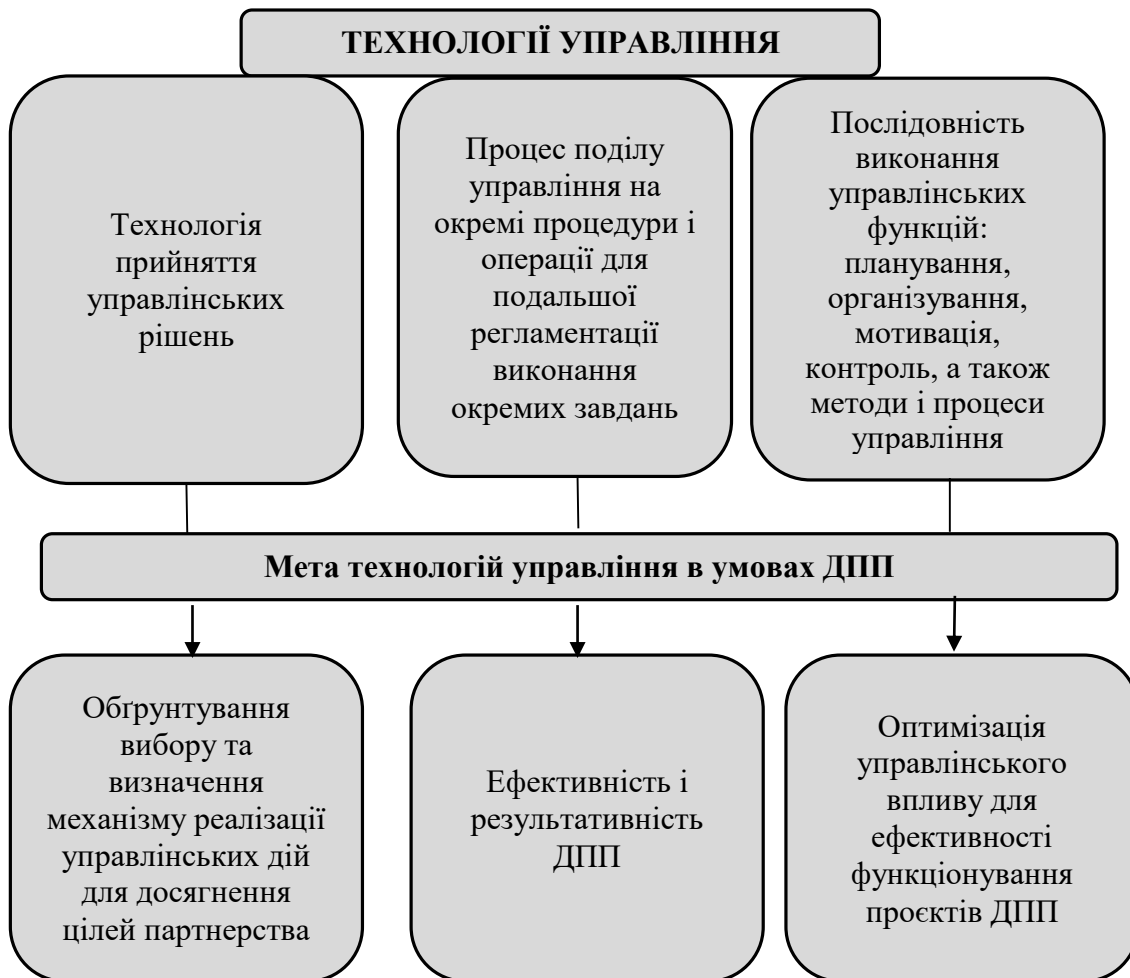 ТЕХНОЛОГІЇ УПРАВЛІННЯ
Технологія
прийняття
управлінських
рішень
Процес поділу
управління на
окремі процедури і
операції для
подальшої
регламентації
виконання
окремих завдань
Послідовність
виконання
управлінських
функцій:
планування,
організування,
мотивація,
контроль, а також
методи і процеси
управління
Мета технологій управління в умовах ДПП
Обґрунтування
вибору та
визначення
механізму реалізації
управлінських дій
для досягнення
цілей партнерства
Ефективність і
результативність
ДПП
Оптимізація
управлінського
впливу для
ефективності
функціонування
проєктів ДПП